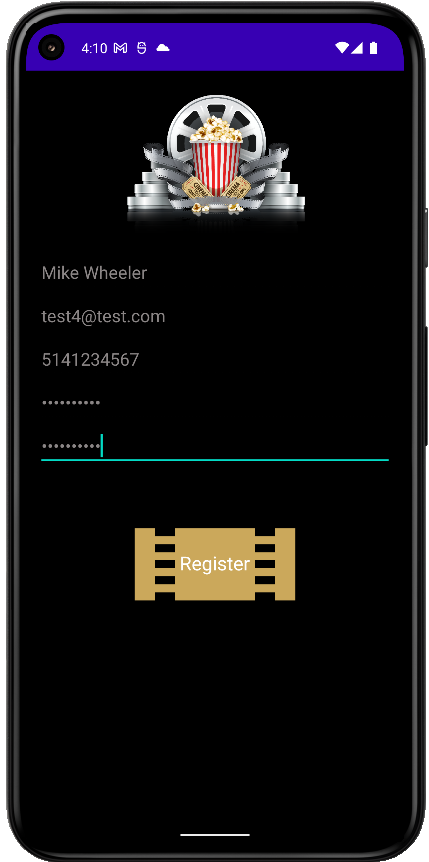 4:10
Mike Wheeler
test4@test.com
5141234567
••••••••••
••••••••••
Register